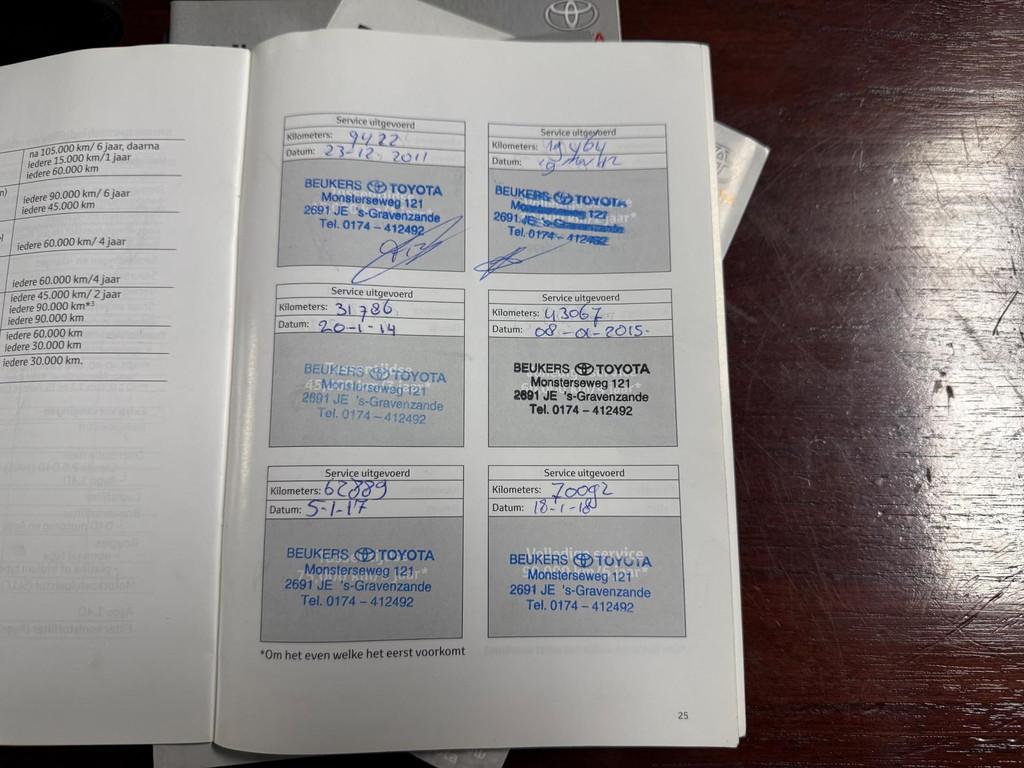 na 105.000 km/ 6 jaar, daarna
iedere 15.000 km/1 jaar
iedere 60.000 km
iedere 90.000 km/ 6 jaar
iedere 45.000 km
iedere 60.000 km/ 4 jaar
iedere 60.000 km/4 jaar
iedere 45.000 km/ 2 jaar
iedere 90.000 km*³
iedere 90.000 km
iedere 60.000 km
iedere 30.000 km
iedere 30.000 km.
Service uitgevoerd
Kilometers: 9422
Datum: 23-12-2011
BEUKERS TOYOTA
Monsterseweg 121
2691 JE 's-Gravenzande
Tel. 0174 – 412492
Service uitgevoerd
Kilometers: 19464
Datum:
BEUKERS TOYOTA
Monsterseweg 121
2691 JE 's-Gravenzande
Tel. 0174 – 412492
Service uitgevoerd
Kilometers: 31786
Datum: 20-1-14
BEUKERS TOYOTA
Monsterseweg 121
2691 JE 's-Gravenzande
Tel. 0174 – 412492
Service uitgevoerd
Kilometers: 43067
Datum: 08-01-2015-
BEUKERS TOYOTA
Monsterseweg 121
2691 JE 's-Gravenzande
Tel. 0174 – 412492
Service uitgevoerd
Kilometers: 62889
Datum: 5-1-17
BEUKERS TOYOTA
Monsterseweg 121
2691 JE 's-Gravenzande
Tel. 0174 – 412492
Service uitgevoerd
Kilometers: 70092
Datum: 18-1-18
Volledige service
BEUKERS TOYOTA
Monsterseweg 121
2691 JE 's-Gravenzande
Tel. 0174 – 412492
*Om het even welke het eerst voorkomt
25